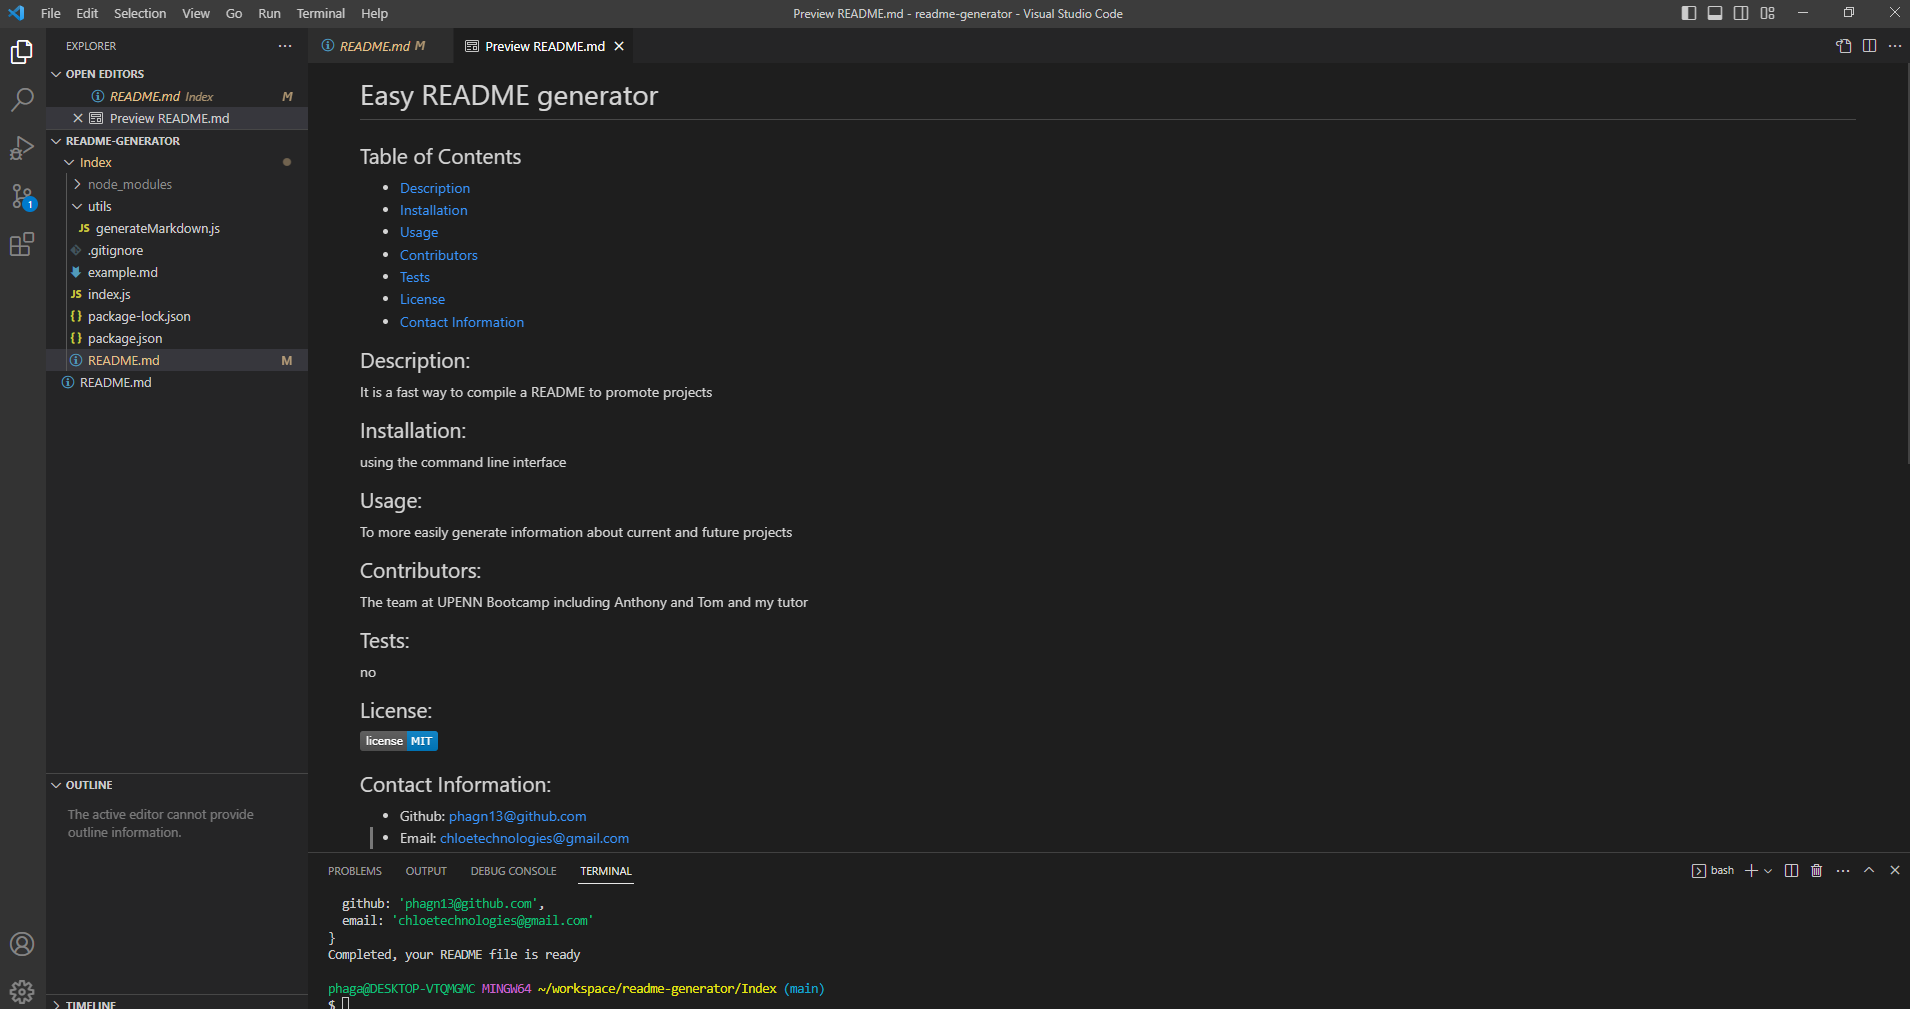 File Edit Selection View Go Run Terminal Help
Preview README.md - readme-generator - Visual Studio Code
EXPLORER
README.md M
Preview README.md
OPEN EDITORS
README.md Index M
Preview README.md
README-GENERATOR
Index
node_modules
utils
JS generateMarkdown.js
.gitignore
example.md
JS index.js
{} package-lock.json
{} package.json
README.md M
README.md
1
OUTLINE
The active editor cannot provide
outline information.
TIMELINE
Easy README generator
Table of Contents
Description
Installation
Usage
Contributors
Tests
License
Contact Information
Description:
It is a fast way to compile a README to promote projects
Installation:
using the command line interface
Usage:
To more easily generate information about current and future projects
Contributors:
The team at UPENN Bootcamp including Anthony and Tom and my tutor
Tests:
no
License:
license MIT
Contact Information:
Github: phagn13@github.com
Email: chloetechnologies@gmail.com
PROBLEMS OUTPUT DEBUG CONSOLE TERMINAL
bash
github: 'phagn13@github.com',
email: 'chloetechnologies@gmail.com'
}
Completed, your README file is ready
phaga@DESKTOP-VTQMGMC MINGW64 ~/workspace/readme-generator/Index (main)
$